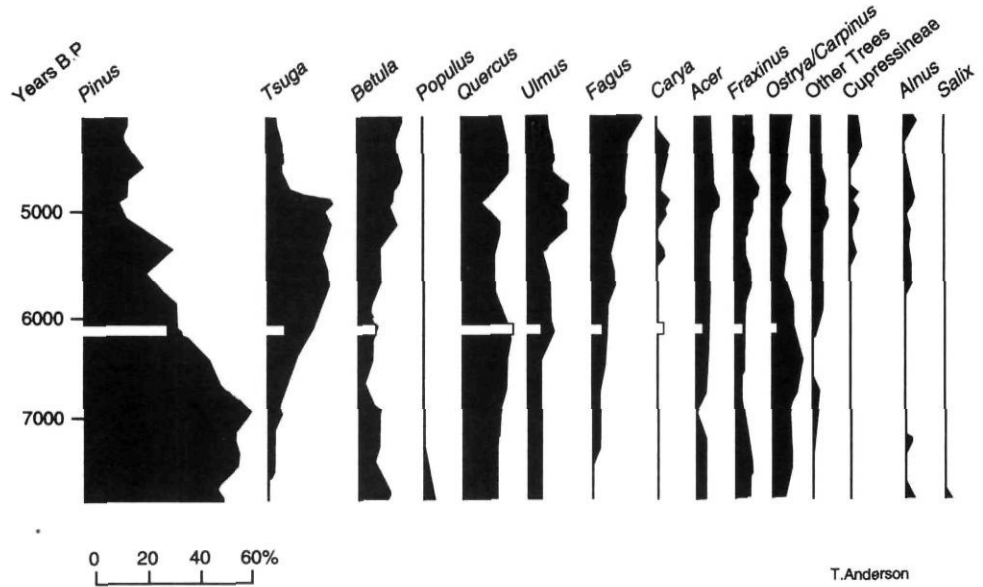 Years B.P
Pinus
Tsuga
Betula
Populus
Quercus
Ulmus
Fagus
Carya
Acer
Fraxinus
Ostrya/Carpinus
Other Trees
Cupressineae
Alnus
Salix
5000
6000
7000
0 20 40 60%
T.Anderson